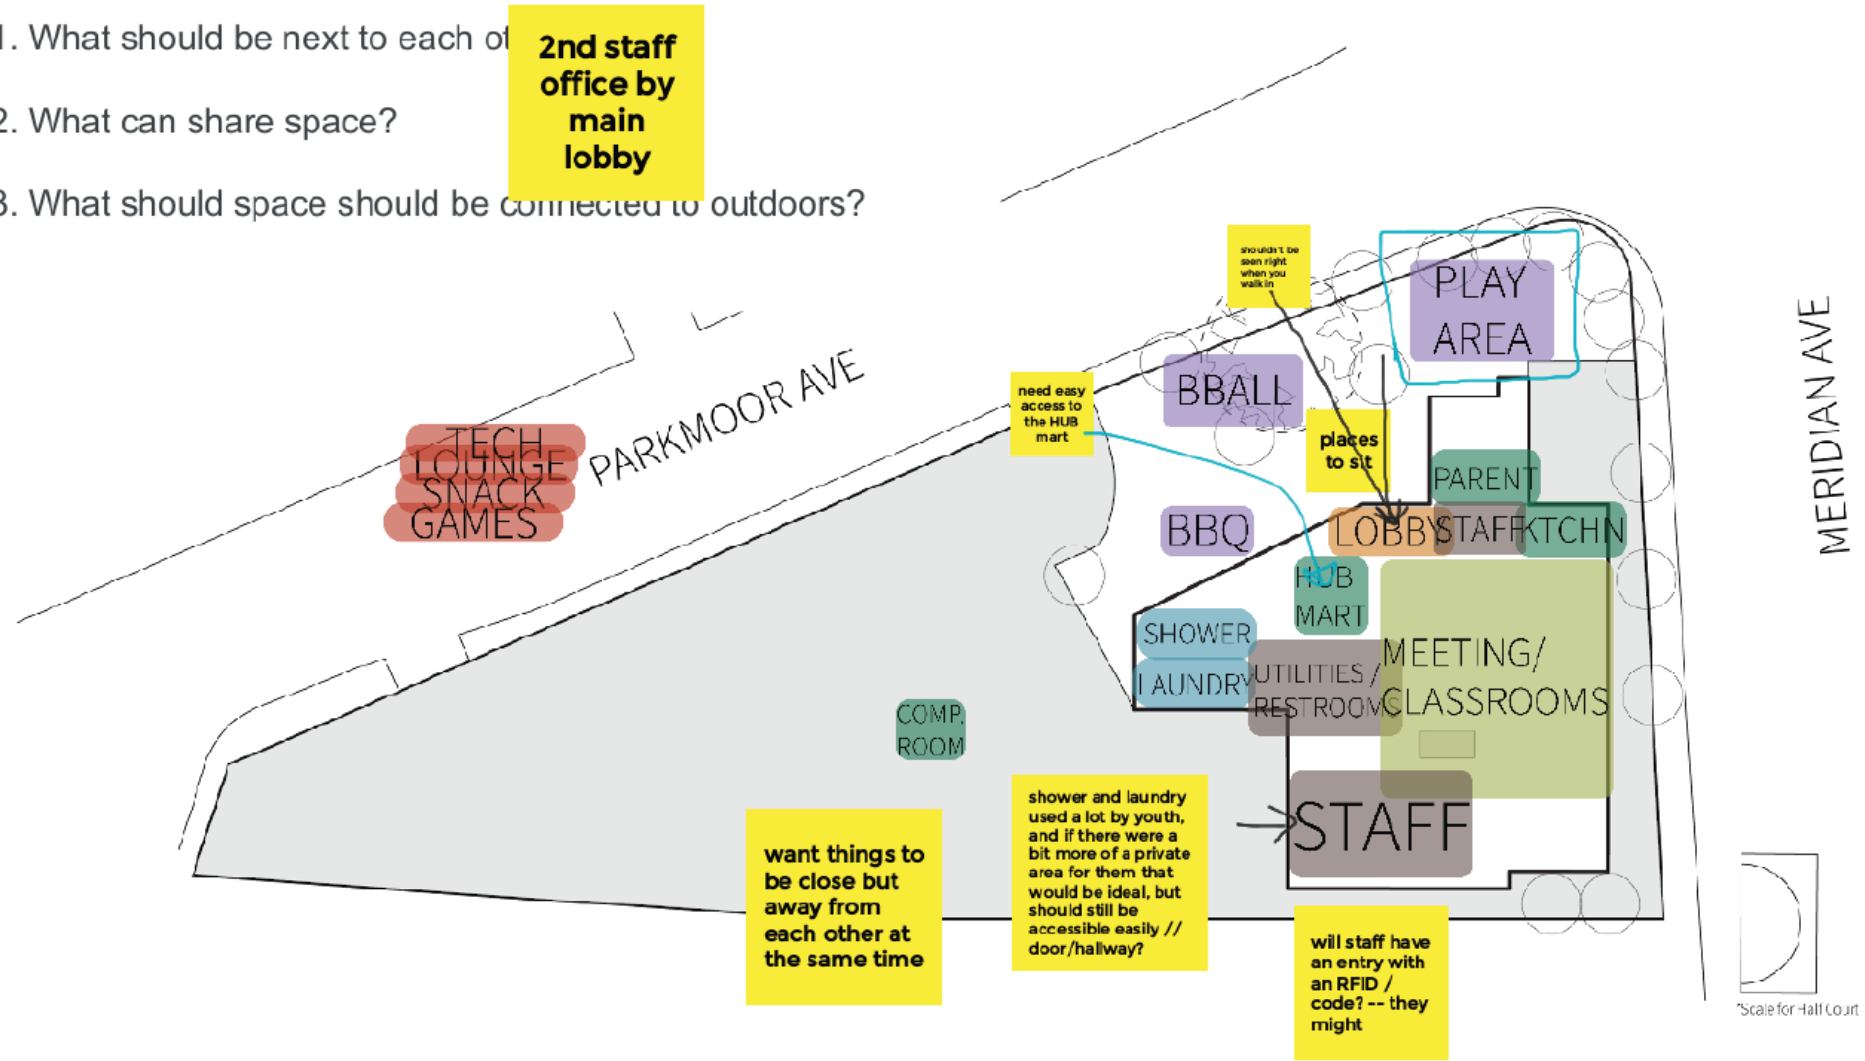 1. What should be next to each ot
2nd staff
office by
main
lobby
2. What can share space?
3. What should space should be connected to outdoors?
shouldn't be
seen right
when you
walk in
PLAY
AREA
MERIDIAN AVE
PARKMOOR AVE
need easy
access to
the HUB
mart
BBALL
places
to sit
TECH
LOUNGE
SNACK
GAMES
PARENT
BBQ
LOBBY
STAFF
KTCHN
HUB
MART
SHOWER
LAUNDRY
UTILITIES /
RESTROOMS
MEETING/
CLASSROOMS
COMP.
ROOM
STAFF
want things to
be close but
away from
each other at
the same time
shower and laundry
used a lot by youth,
and if there were a
bit more of a private
area for them that
would be ideal, but
should still be
accessible easily //
door/hallway?
will staff have
an entry with
an RFID /
code? -- they
might
*Scale for Half Court